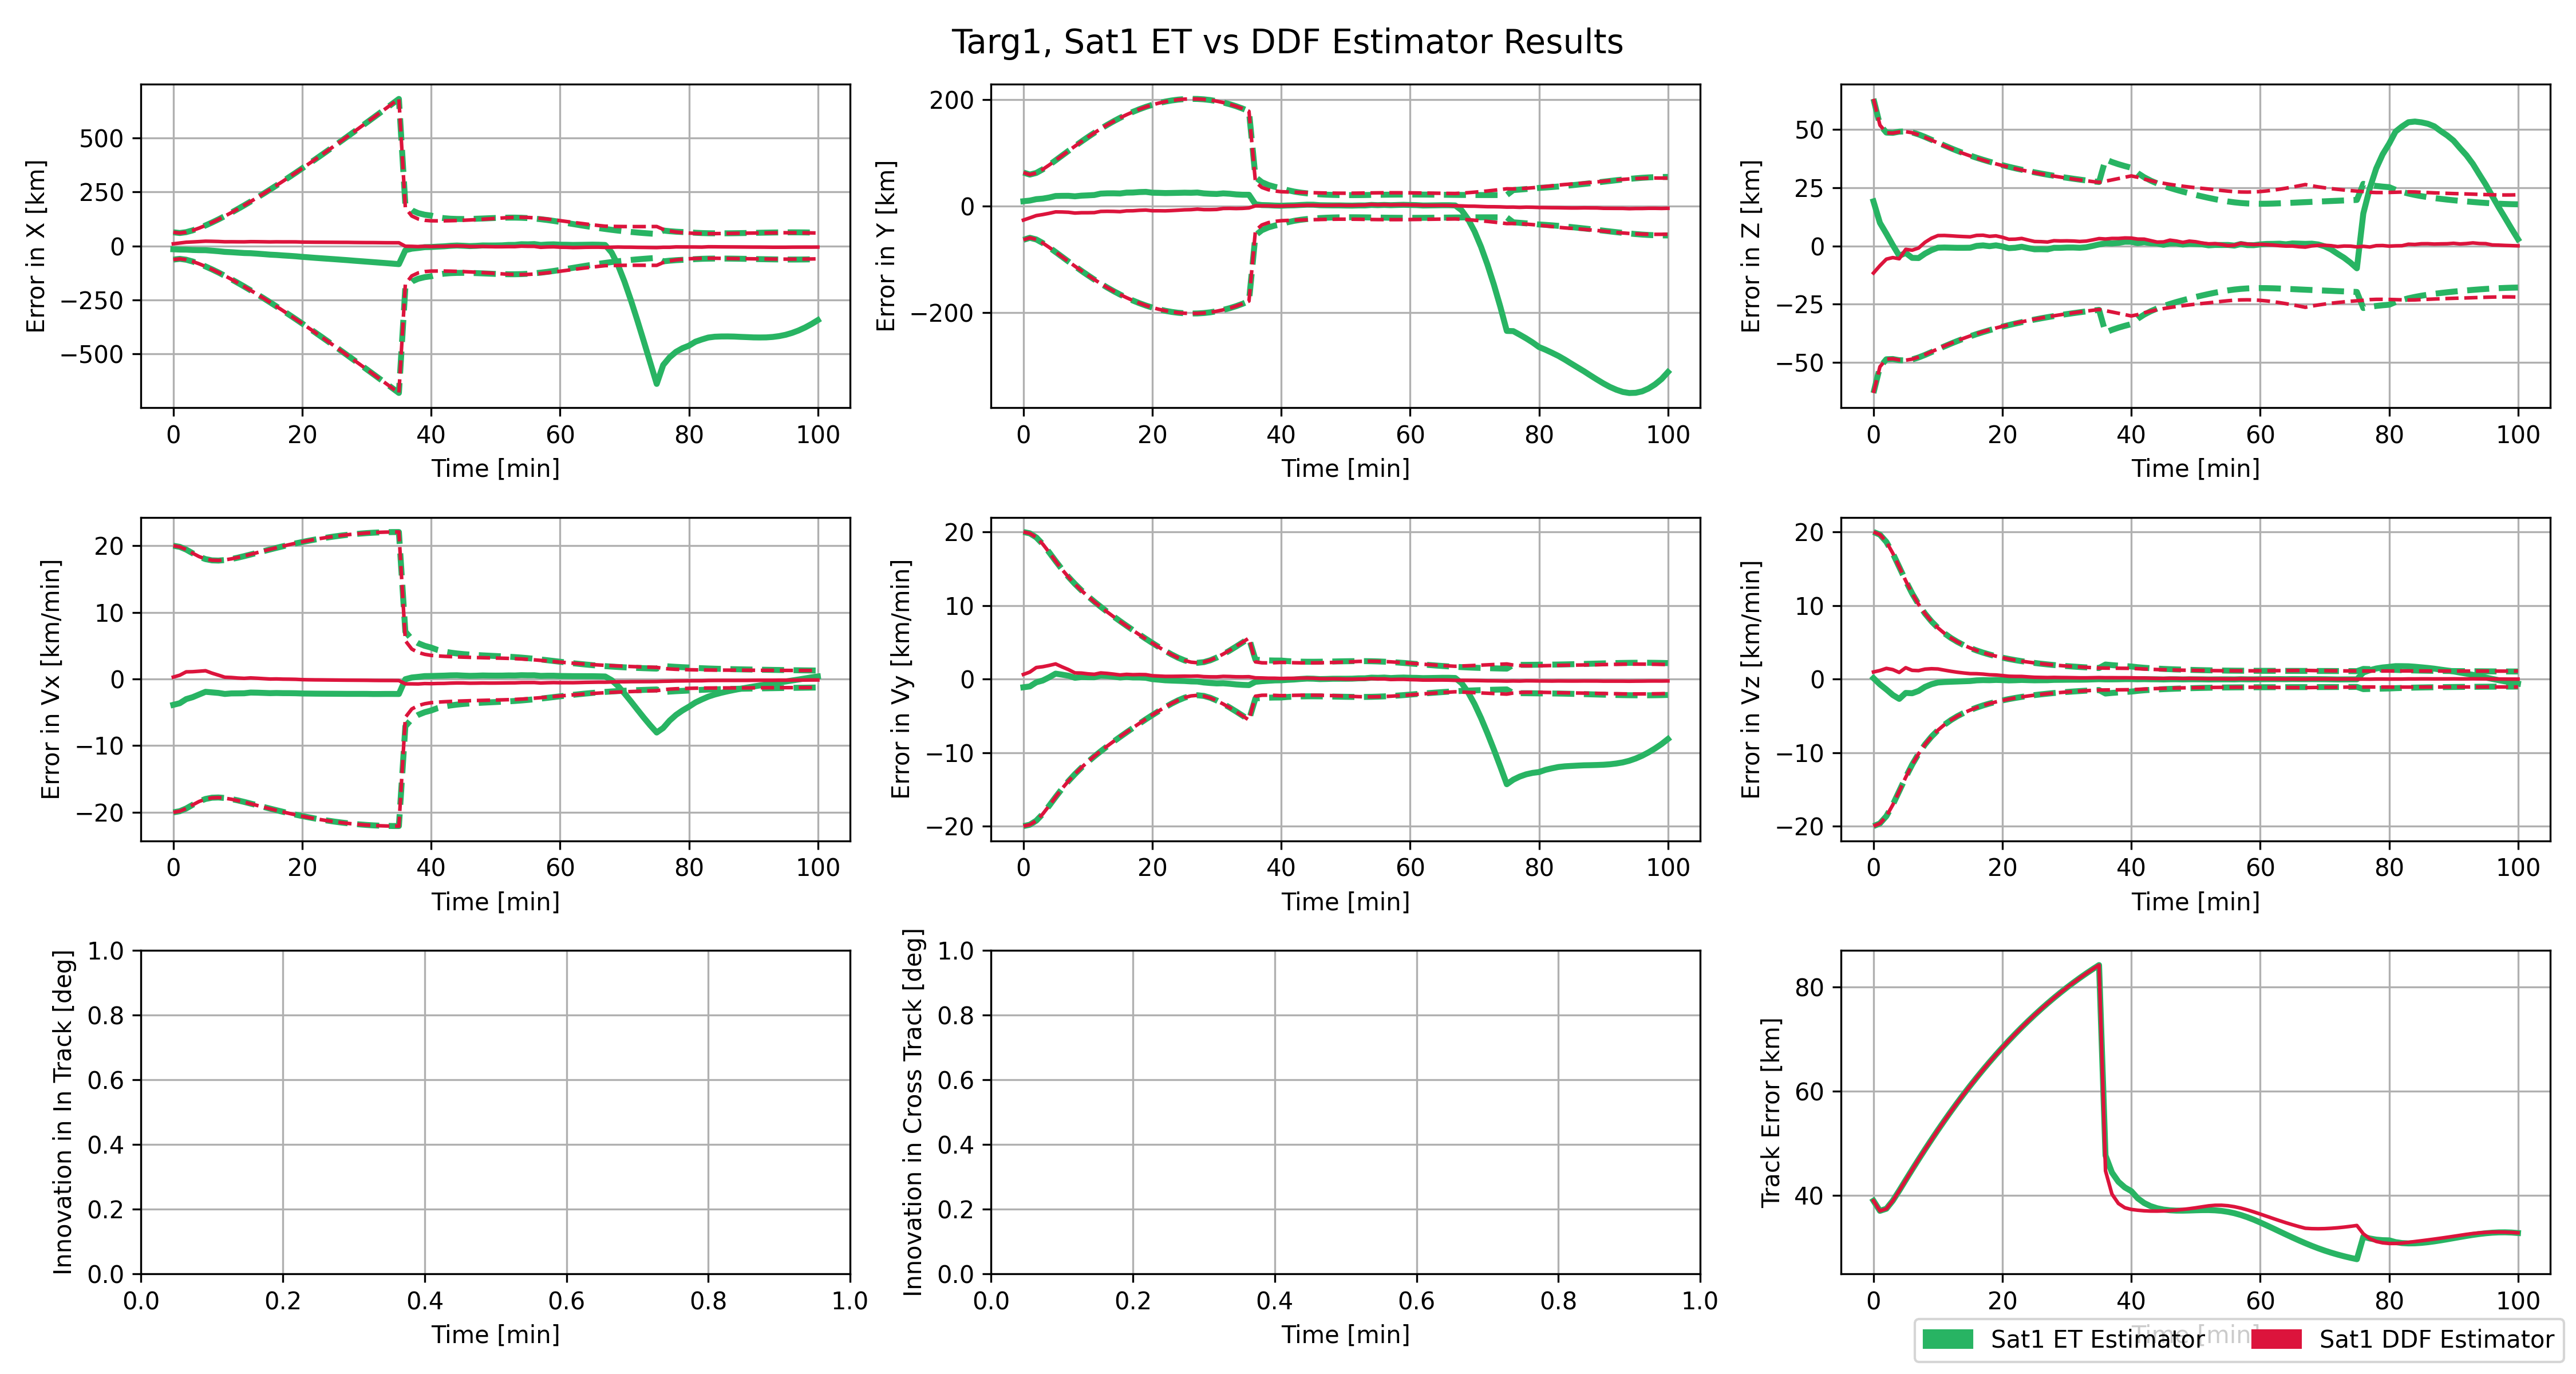 Targ1, Sat1 ET vs DDF Estimator Results
Error in X [km]
500
250
0
−250
−500
0 20 40 60 80 100
Time [min]
Error in Y [km]
200
0
−200
0 20 40 60 80 100
Time [min]
Error in Z [km]
50
25
0
−25
−50
0 20 40 60 80 100
Time [min]
Error in Vx [km/min]
20
10
0
−10
−20
0 20 40 60 80 100
Time [min]
Error in Vy [km/min]
20
10
0
−10
−20
0 20 40 60 80 100
Time [min]
Error in Vz [km/min]
20
10
0
−10
−20
0 20 40 60 80 100
Time [min]
Innovation in In Track [deg]
1.0
0.8
0.6
0.4
0.2
0.0
0.0 0.2 0.4 0.6 0.8 1.0
Time [min]
Innovation in Cross Track [deg]
1.0
0.8
0.6
0.4
0.2
0.0
0.0 0.2 0.4 0.6 0.8 1.0
Time [min]
Track Error [km]
80
60
40
0 20 40 60 80 100
Time [min]
Sat1 ET Estimator Sat1 DDF Estimator